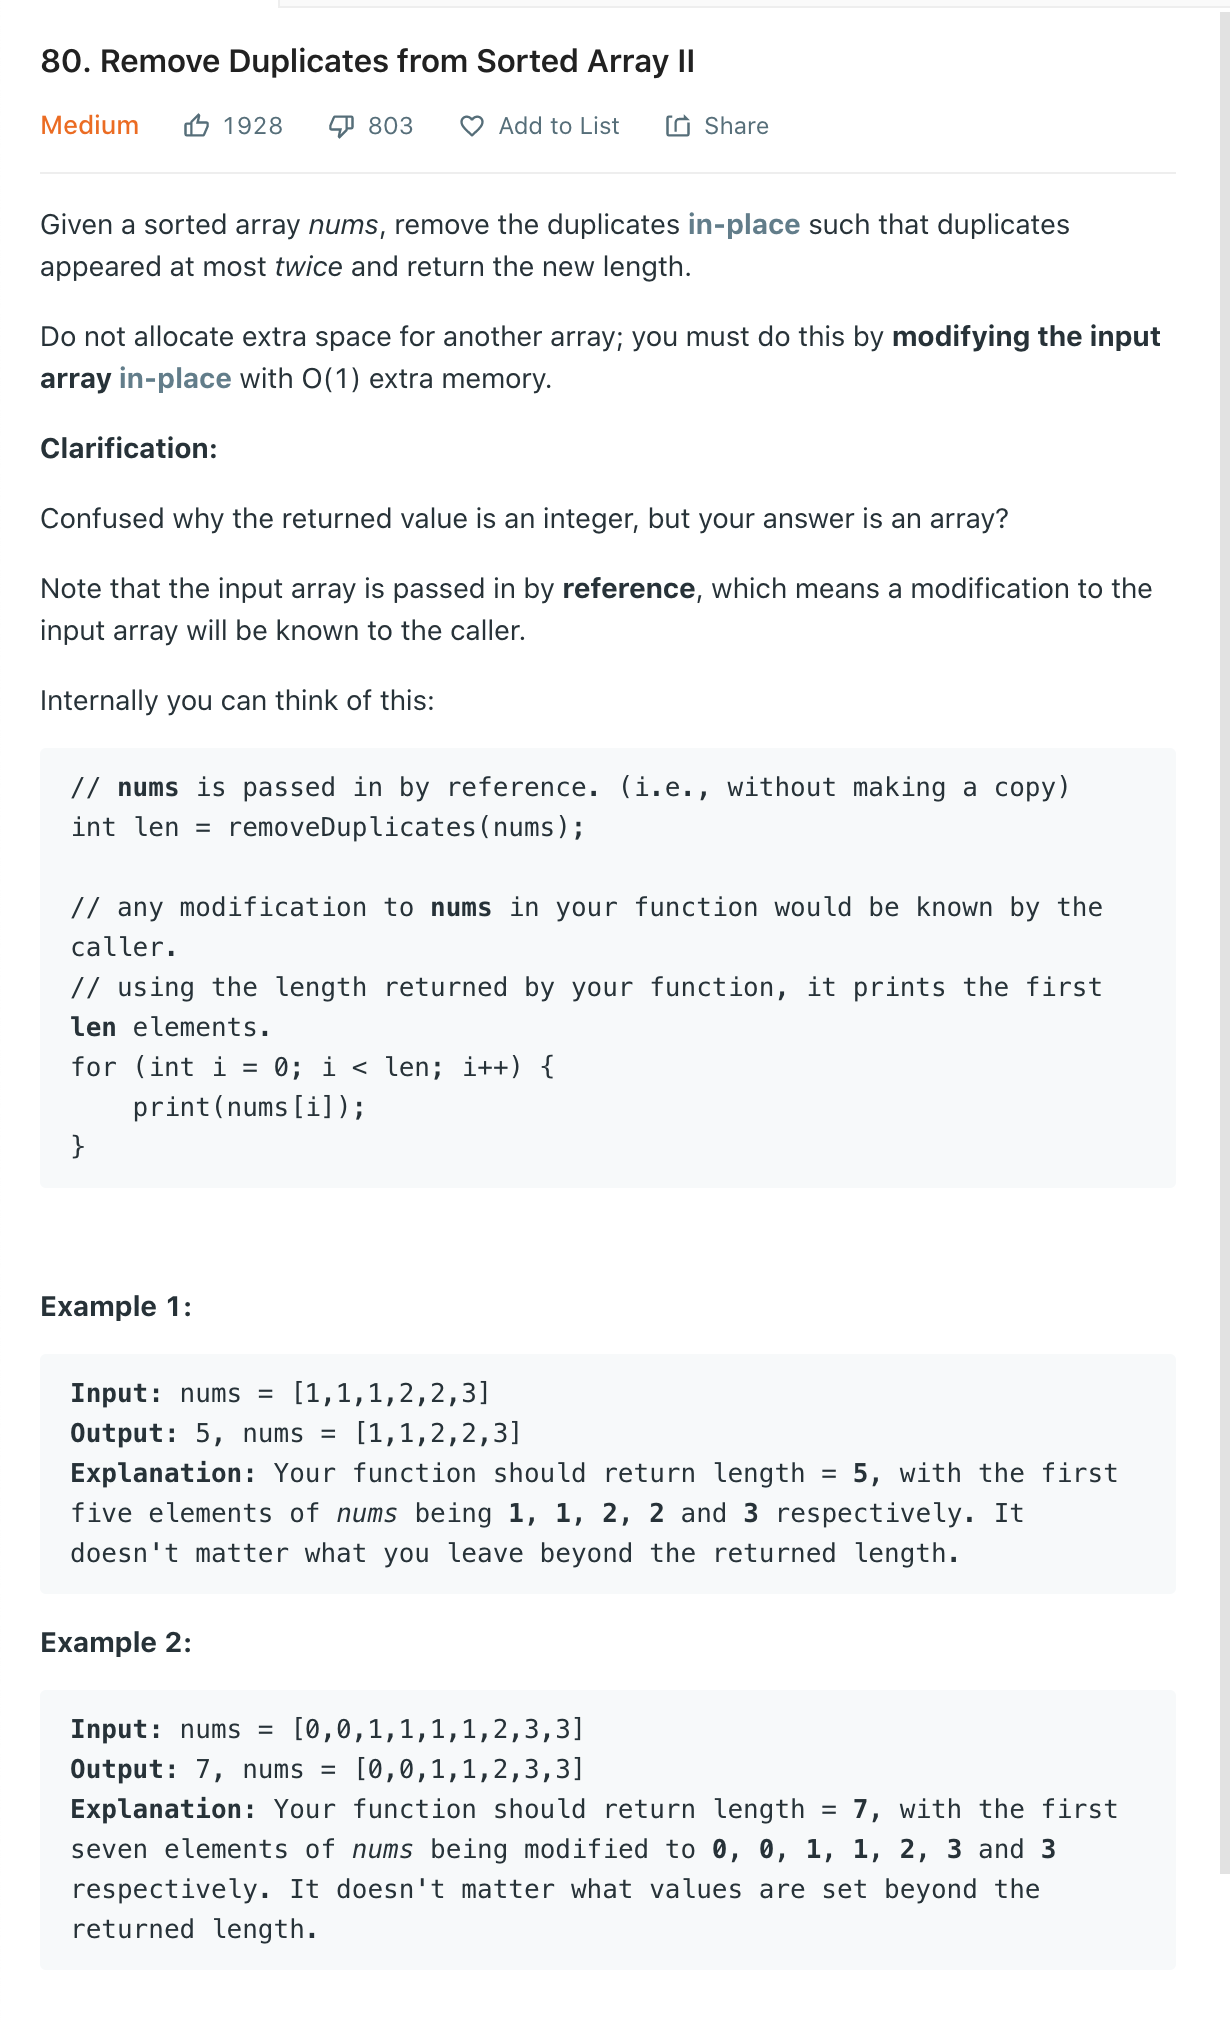 80. Remove Duplicates from Sorted Array II
Medium 1928 803 Add to List Share
Given a sorted array nums, remove the duplicates in-place such that duplicates
appeared at most twice and return the new length.
Do not allocate extra space for another array; you must do this by modifying the input
array in-place with O(1) extra memory.
Clarification:
Confused why the returned value is an integer, but your answer is an array?
Note that the input array is passed in by reference, which means a modification to the
input array will be known to the caller.
Internally you can think of this:
// nums is passed in by reference. (i.e., without making a copy)
int len = removeDuplicates(nums);
// any modification to nums in your function would be known by the
caller.
// using the length returned by your function, it prints the first
len elements.
for (int i = 0; i < len; i++) {
    print(nums[i]);
}
Example 1:
Input: nums = [1,1,1,2,2,3]
Output: 5, nums = [1,1,2,2,3]
Explanation: Your function should return length = 5, with the first
five elements of nums being 1, 1, 2, 2 and 3 respectively. It
doesn't matter what you leave beyond the returned length.
Example 2:
Input: nums = [0,0,1,1,1,1,2,3,3]
Output: 7, nums = [0,0,1,1,2,3,3]
Explanation: Your function should return length = 7, with the first
seven elements of nums being modified to 0, 0, 1, 1, 2, 3 and 3
respectively. It doesn't matter what values are set beyond the
returned length.